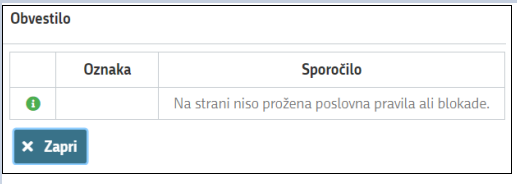 Obvestilo
Oznaka Sporočilo
Na strani niso prožena poslovna pravila ali blokade.
Zapri